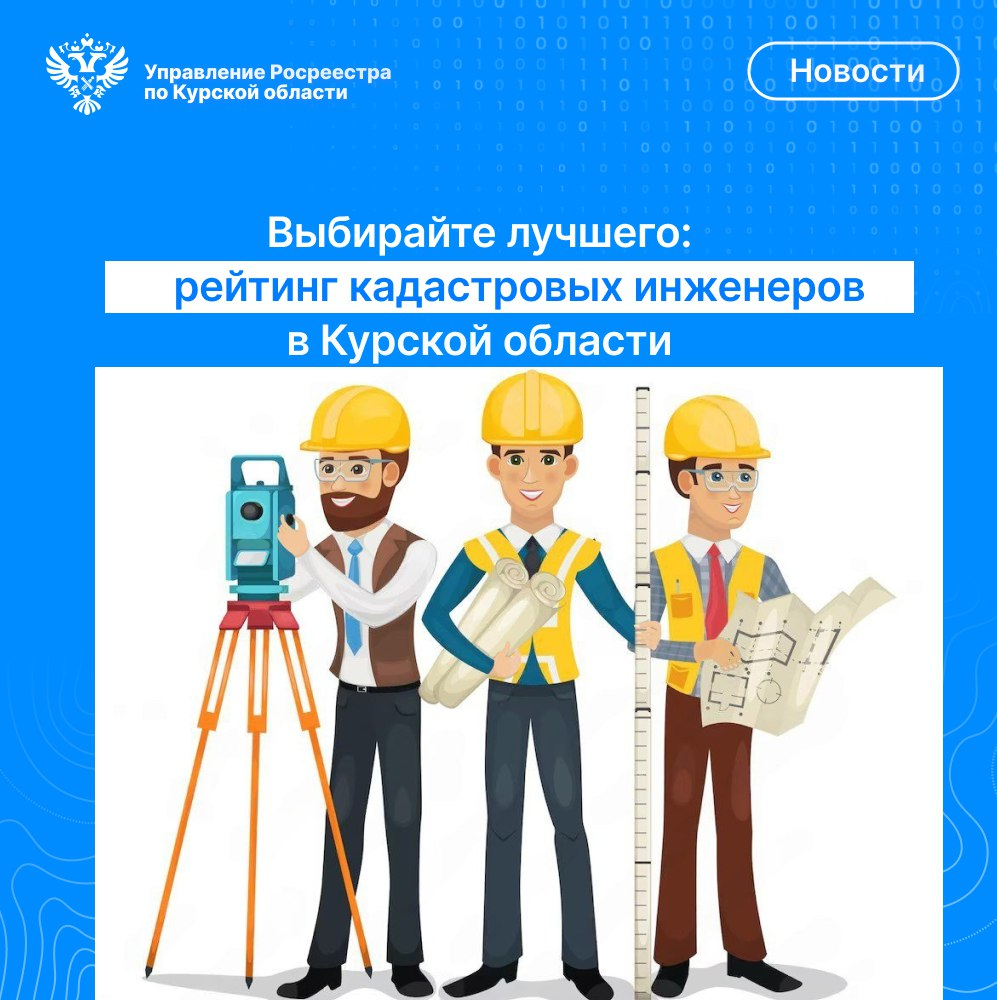 Управление Росреестра
по Курской области
Новости
Выбирайте лучшего:
рейтинг кадастровых инженеров
в Курской области